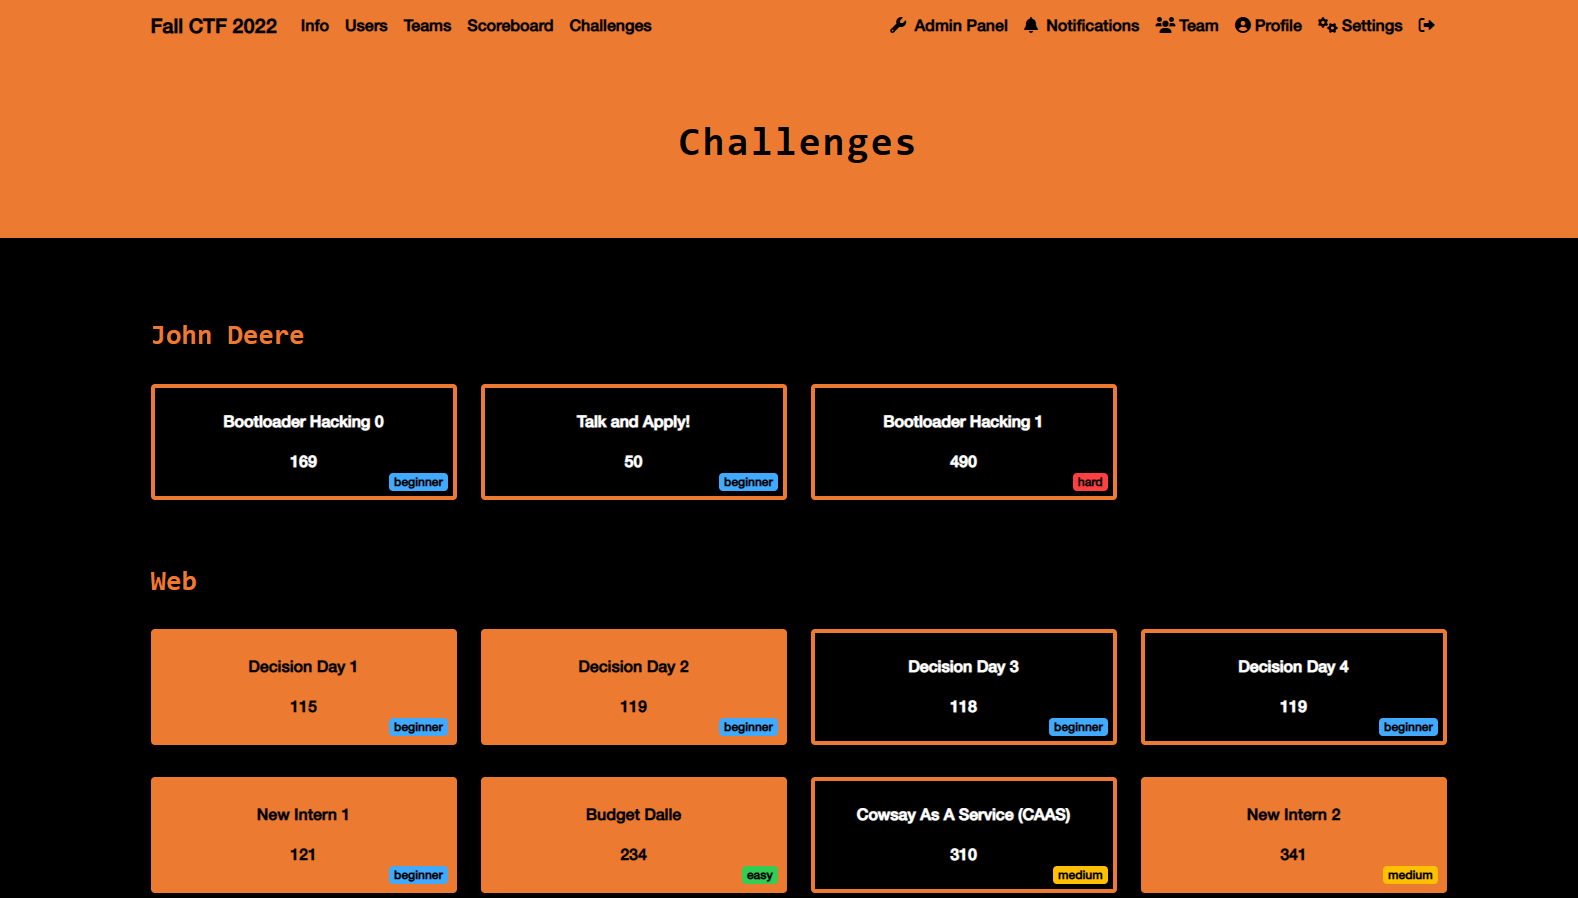 Fall CTF 2022 Info Users Teams Scoreboard Challenges Admin Panel Notifications Team Profile Settings
Challenges
John Deere
Bootloader Hacking 0 Talk and Apply! Bootloader Hacking 1
169 50 490
beginner beginner hard
Web
Decision Day 1 Decision Day 2 Decision Day 3 Decision Day 4
115 119 118 119
beginner beginner beginner beginner
New Intern 1 Budget Dalle Cowsay As A Service (CAAS) New Intern 2
121 234 310 341
beginner easy medium medium